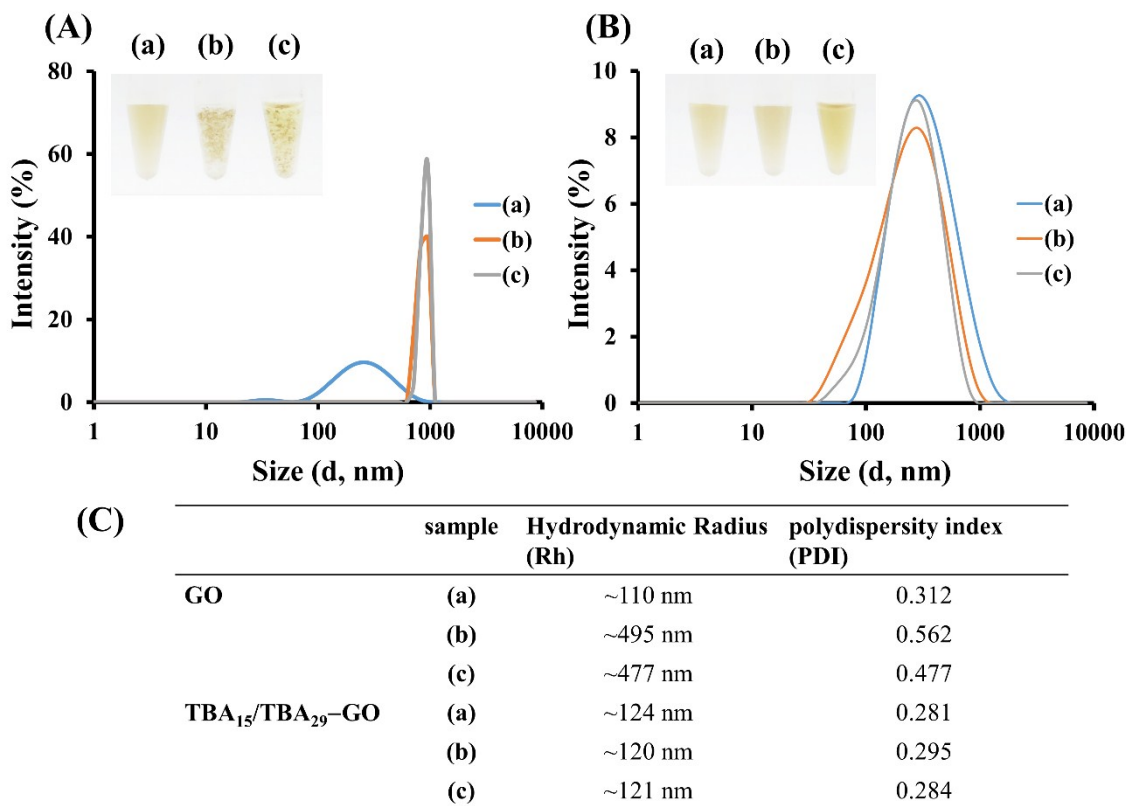 (A)
(a) (b) (c)
80
60
40
20
0
Intensity (%)
(a)
(b)
(c)
1 10 100 1000 10000
Size (d, nm)
(B)
(a) (b) (c)
10
8
6
4
2
0
Intensity (%)
(a)
(b)
(c)
1 10 100 1000 10000
Size (d, nm)
(C)
sample Hydrodynamic Radius polydispersity index
(Rh) (PDI)
GO (a) ~110 nm 0.312
(b) ~495 nm 0.562
(c) ~477 nm 0.477
TBA₁₅/TBA₂₉−GO (a) ~124 nm 0.281
(b) ~120 nm 0.295
(c) ~121 nm 0.284